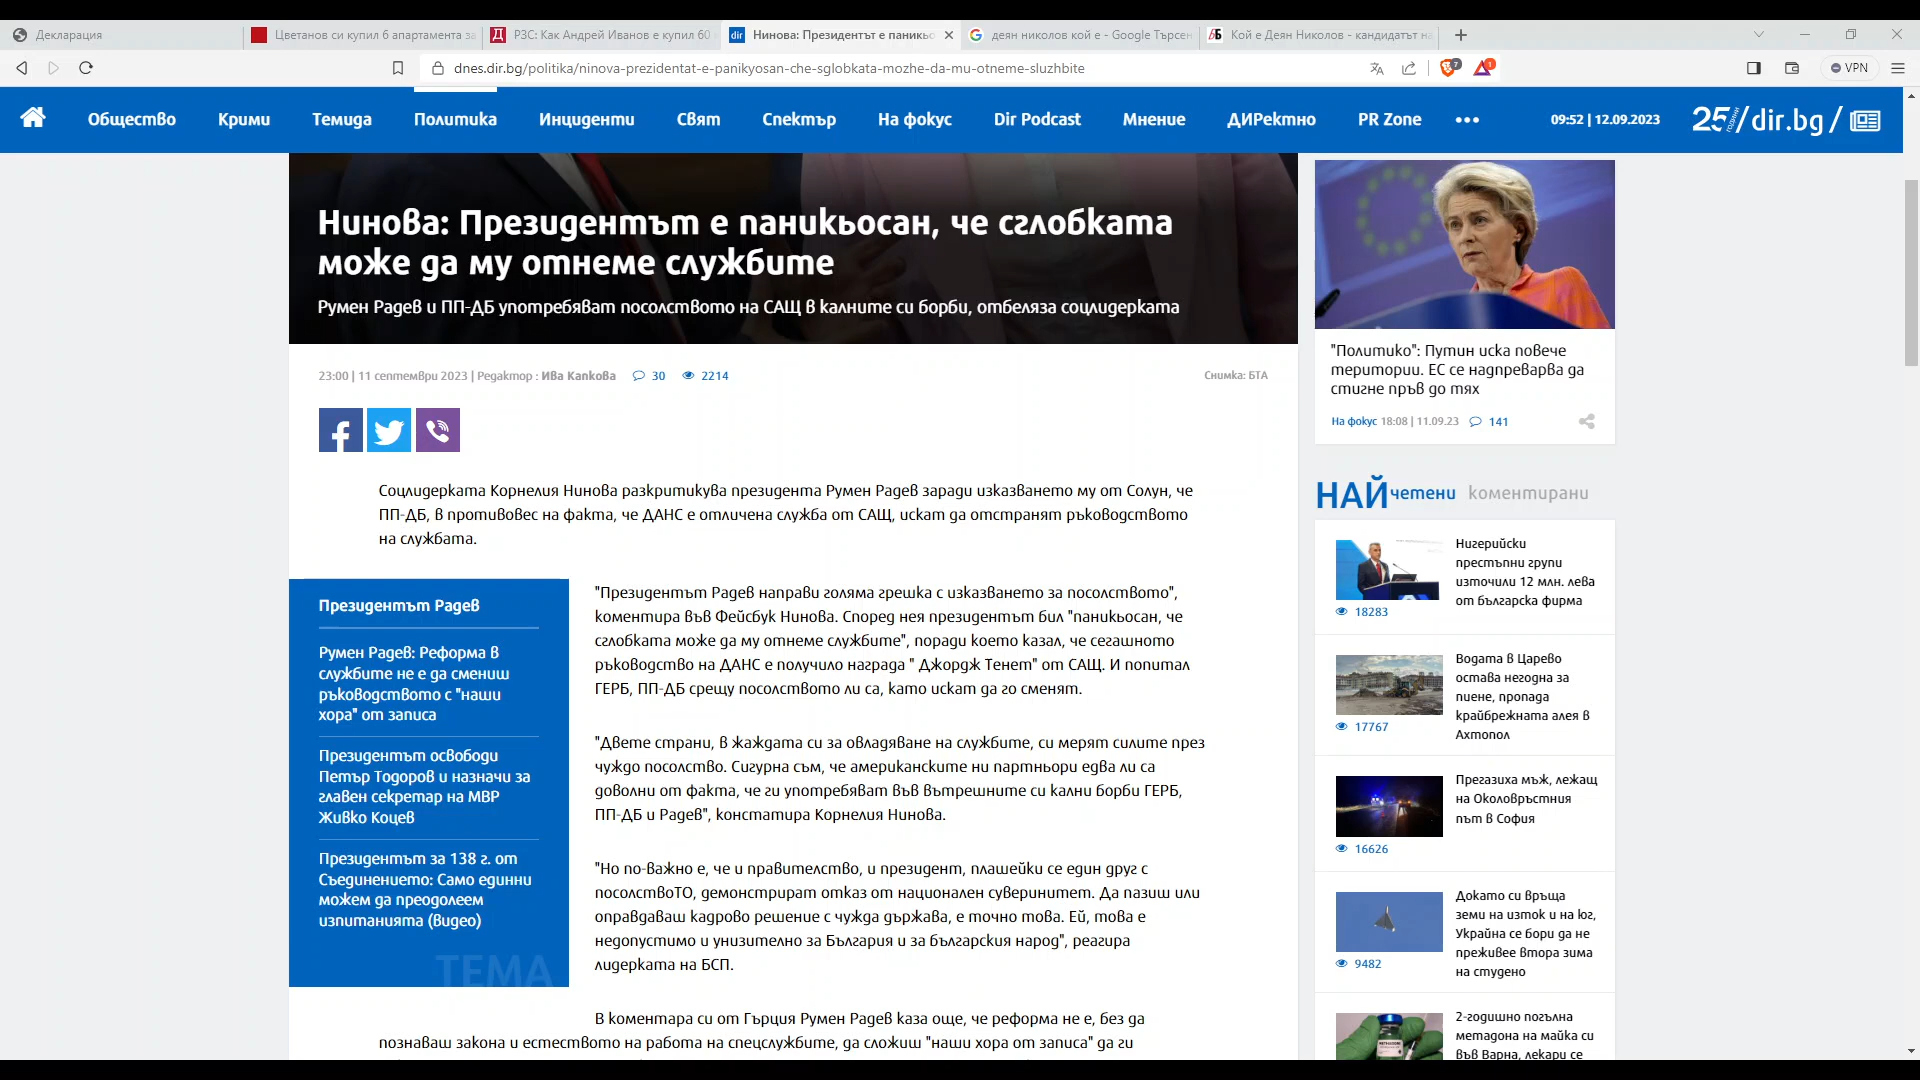 Декларация
Цветанов си купил 6 апартамента за
РЗС: Как Андрей Иванов е купил 60
Нинова: Президентът е паникьо
деян николов кой е - Google Търсен
Кой е Деян Николов - кандидатът на
dnes.dir.bg/politika/ninova-prezidentat-e-panikyosan-che-sglobkata-mozhe-da-mu-otneme-sluzhbite
VPN
Общество Крими Темида Политика Инциденти Свят Спектър На фокус Dir Podcast Мнение ДИРектно PR Zone
09:52 | 12.09.2023
25 години /dir.bg/
Нинова: Президентът е паникьосан, че сглобката
може да му отнеме службите
Румен Радев и ПП-ДБ употребяват посолството на САЩ в калните си борби, отбеляза соцлидерката
23:00 | 11 септември 2023 | Редактор : Ива Капкова 30 2214
Снимка: БТА
Соцлидерката Корнелия Нинова разкритикува президента Румен Радев заради изказването му от Солун, че
ПП-ДБ, в противовес на факта, че ДАНС е отличена служба от САЩ, искат да отстранят ръководството
на службата.
Президентът Радев
Румен Радев: Реформа в
службите не е да смениш
ръководството с "наши
хора" от записа
Президентът освободи
Петър Тодоров и назначи за
главен секретар на МВР
Живко Коцев
Президентът за 138 г. от
Съединението: Само единни
можем да преодолеем
изпитанията (видео)
ТЕМА
"Президентът Радев направи голяма грешка с изказването за посолството",
коментира във Фейсбук Нинова. Според нея президентът бил "паникьосан, че
сглобката може да му отнеме службите", поради което казал, че сегашното
ръководство на ДАНС е получило награда " Джордж Тенет" от САЩ. И попитал
ГЕРБ, ПП-ДБ срещу посолството ли са, като искат да го сменят.
"Двете страни, в жаждата си за овладяване на службите, си мерят силите през
чуждо посолство. Сигурна съм, че американските ни партньори едва ли са
доволни от факта, че ги употребяват във вътрешните си кални борби ГЕРБ,
ПП-ДБ и Радев", констатира Корнелия Нинова.
"Но по-важно е, че и правителство, и президент, плашейки се един друг с
посолствоТО, демонстрират отказ от национален суверинитет. Да пазиш или
оправдаваш кадрово решение с чужда държава, е точно това. Ей, това е
недопустимо и унизително за България и за българския народ", реагира
лидерката на БСП.
В коментара си от Гърция Румен Радев каза още, че реформа не е, без да
познаваш закона и естеството на работа на спецслужбите, да сложиш "наши хора от записа" да ги
"Политико": Путин иска повече
територии. ЕС се надпреварва да
стигне пръв до тях
На фокус 18:08 | 11.09.23 141
НАЙ четени коментирани
Нигерийски
престъпни групи
източили 12 млн. лева
от българска фирма
18283
Водата в Царево
остава негодна за
пиене, пропада
крайбрежната алея в
Ахтопол
17767
Прегазиха мъж, лежащ
на Околовръстния
път в София
16626
Докато си връща
земи на изток и на юг,
Украйна се бори да не
преживее втора зима
на студено
9482
2-годишно погълна
метадона на майка си
във Варна, лекари се